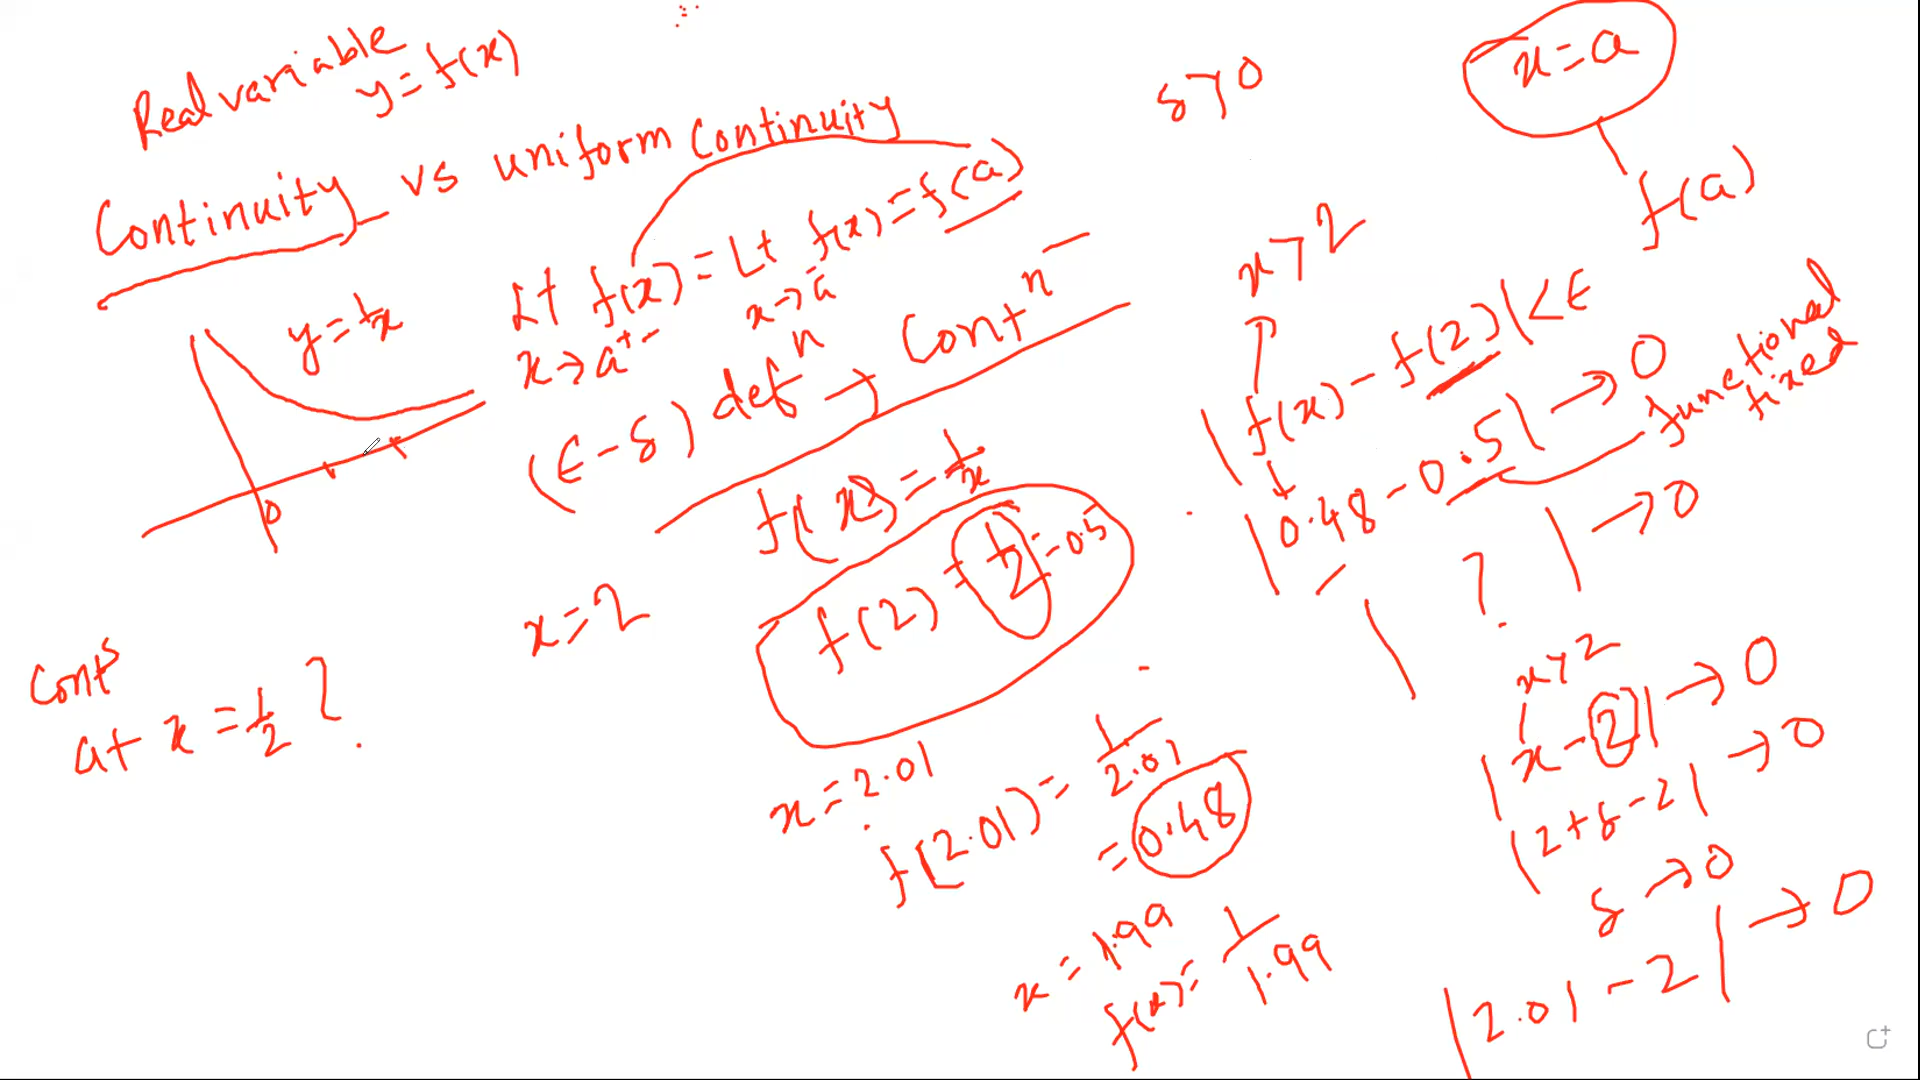 Real variable
y = f(x)
Continuity vs uniform Continuity
δ > 0
x = a
f(a)
Lt f(x) = Lt f(x) = f(a)
x → a⁺ x → a⁻
y = 1/x
0
(ϵ - δ) defⁿ → Contⁿ
f(x) = 1/x
x = 2
f(2) = 1/2 = 0.5
Contˢ
at x = 1/2 ?
x = 2.01
f(2.01) = 1/2.01
= 0.48
x = 1.99
f(x) = 1/1.99
x > 2
|f(x) - f(2)| < ϵ
|0.48 - 0.5| → 0
functional
fixed
| ? | → 0
x > 2
|x - 2| → 0
|2 + δ - 2| → 0
δ → 0
|2.01 - 2| → 0